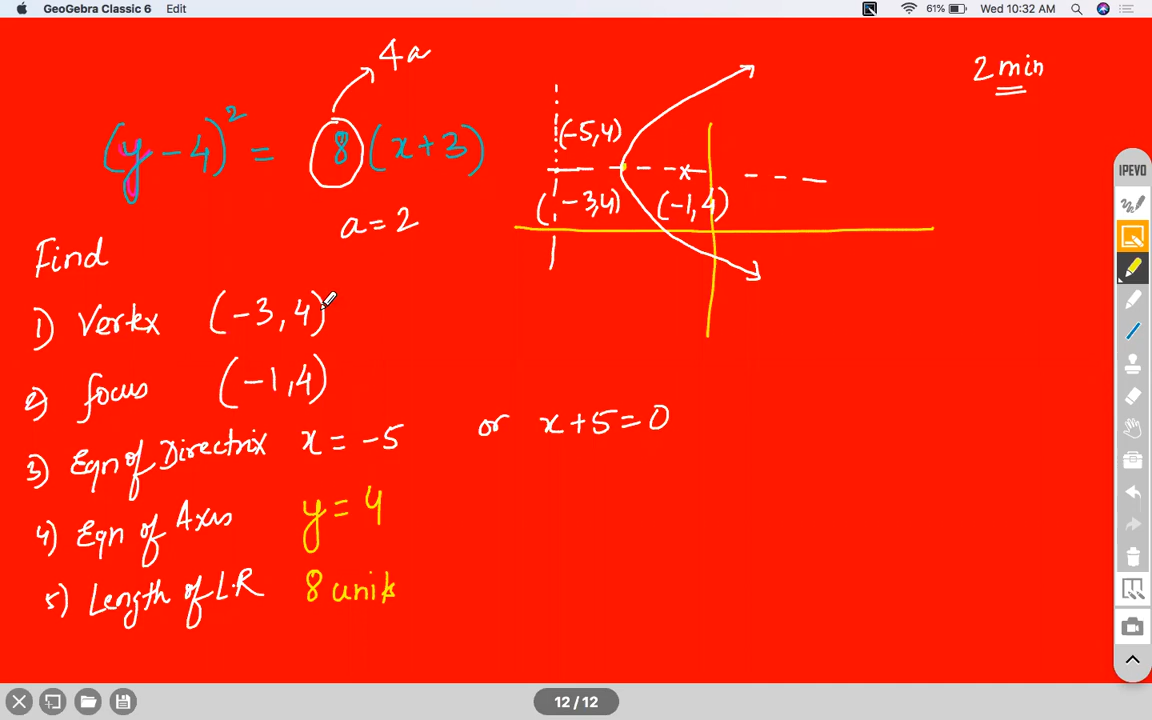 GeoGebra Classic 6 Edit 61% Wed 10:32 AM
4a
2 min
(y-4)² = 8(x+3)
(-5,4)
a=2
(-3,4) (-1,4)
Find
1) Vertex (-3,4)
2) focus (-1,4)
3) Eqn of Directrix x = -5 or x+5=0
4) Eqn of Axis y = 4
5) Length of L.R 8 units
IPEVO
12 / 12